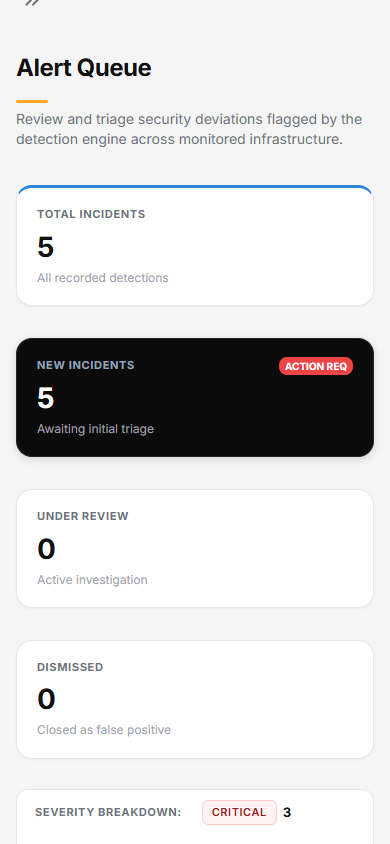 Alert Queue
Review and triage security deviations flagged by the
detection engine across monitored infrastructure.
TOTAL INCIDENTS
5
All recorded detections
NEW INCIDENTS
ACTION REQ
5
Awaiting initial triage
UNDER REVIEW
0
Active investigation
DISMISSED
0
Closed as false positive
SEVERITY BREAKDOWN: CRITICAL 3